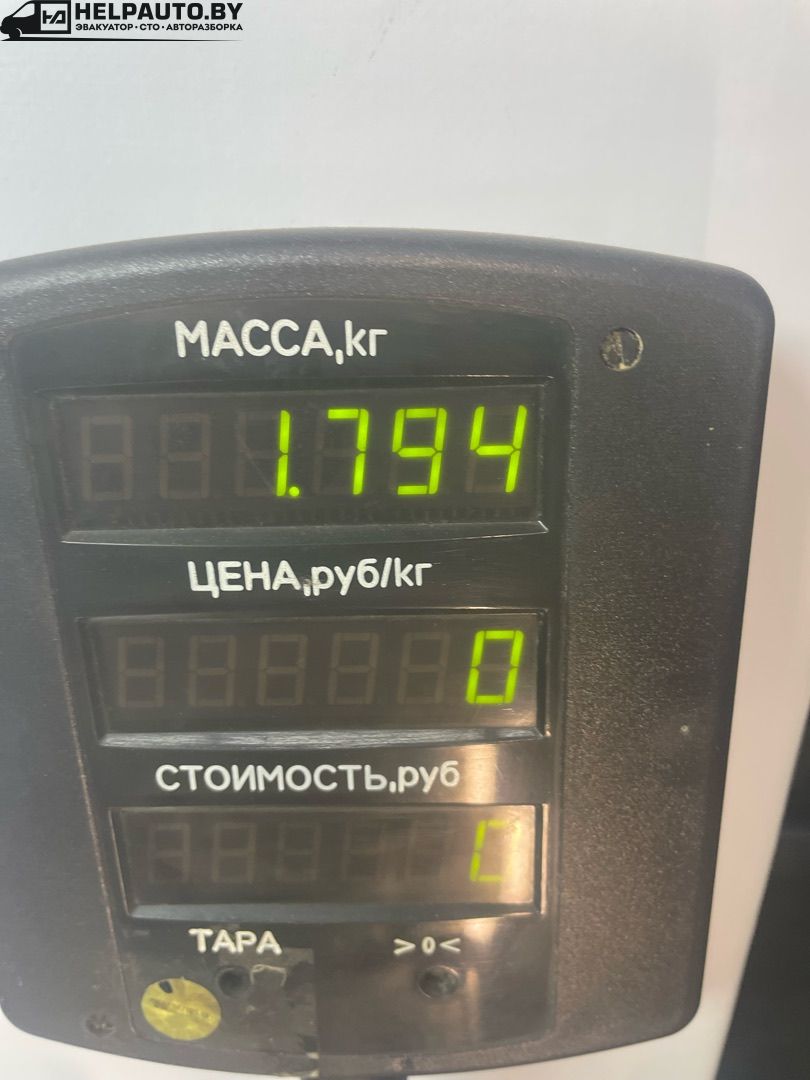 HELPAUTO.BY
ЭВАКУАТОР • СТО • АВТОРАЗБОРКА
МАССА,кг
1.794
ЦЕНА,руб/кг
0
СТОИМОСТЬ,руб
0
ТАРА >0<